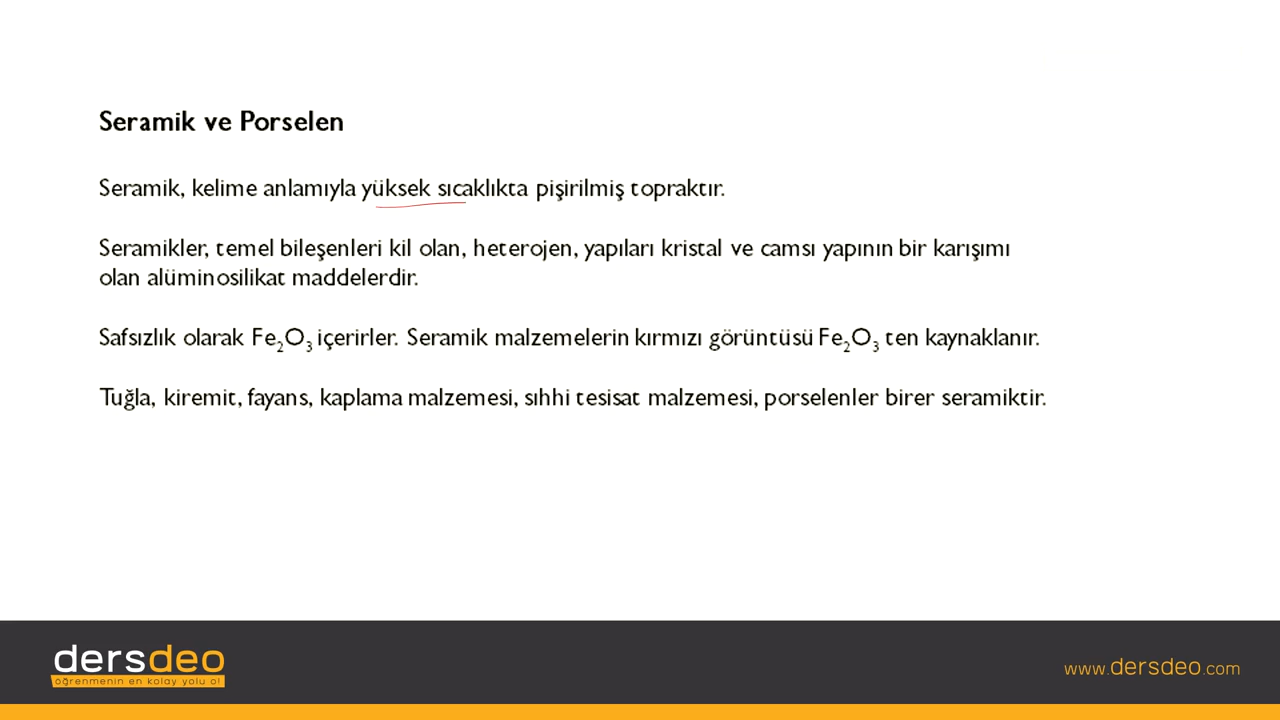 Seramik ve Porselen
Seramik, kelime anlamıyla yüksek sıcaklıkta pişirilmiş topraktır.
Seramikler, temel bileşenleri kil olan, heterojen, yapıları kristal ve camsı yapının bir karışımı
olan alüminosilikat maddelerdir.
Safsızlık olarak Fe₂O₃ içerirler. Seramik malzemelerin kırmızı görüntüsü Fe₂O₃ ten kaynaklanır.
Tuğla, kiremit, fayans, kaplama malzemesi, sıhhi tesisat malzemesi, porselenler birer seramiktir.
dersdeo
öğrenmenin en kolay yolu o!
www.dersdeo.com